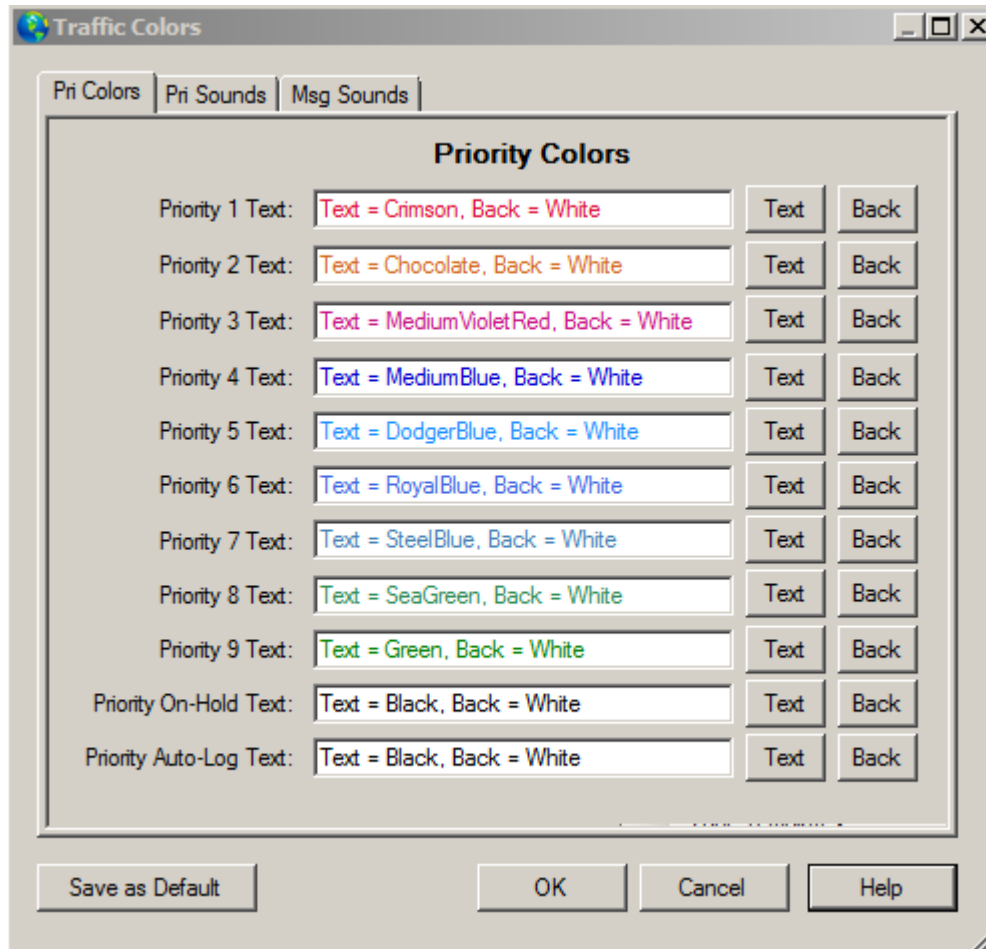 Traffic Colors
Pri Colors Pri Sounds Msg Sounds
Priority Colors
Priority 1 Text: Text = Crimson, Back = White Text Back
Priority 2 Text: Text = Chocolate, Back = White Text Back
Priority 3 Text: Text = MediumVioletRed, Back = White Text Back
Priority 4 Text: Text = MediumBlue, Back = White Text Back
Priority 5 Text: Text = DodgerBlue, Back = White Text Back
Priority 6 Text: Text = RoyalBlue, Back = White Text Back
Priority 7 Text: Text = SteelBlue, Back = White Text Back
Priority 8 Text: Text = SeaGreen, Back = White Text Back
Priority 9 Text: Text = Green, Back = White Text Back
Priority On-Hold Text: Text = Black, Back = White Text Back
Priority Auto-Log Text: Text = Black, Back = White Text Back
Save as Default OK Cancel Help